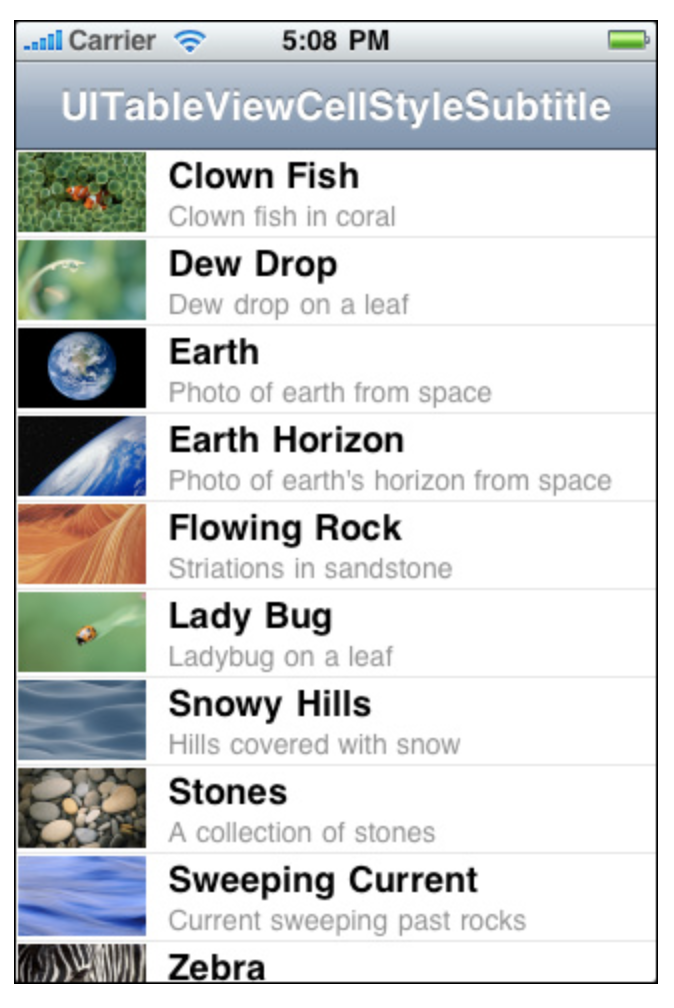 Carrier 5:08 PM
UITableViewCellStyleSubtitle
Clown Fish
Clown fish in coral
Dew Drop
Dew drop on a leaf
Earth
Photo of earth from space
Earth Horizon
Photo of earth's horizon from space
Flowing Rock
Striations in sandstone
Lady Bug
Ladybug on a leaf
Snowy Hills
Hills covered with snow
Stones
A collection of stones
Sweeping Current
Current sweeping past rocks
Zebra